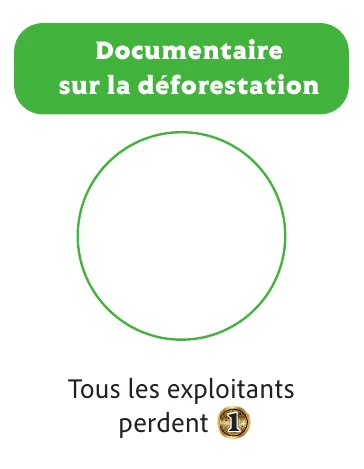 Documentaire
sur la déforestation
Tous les exploitants
perdent 1